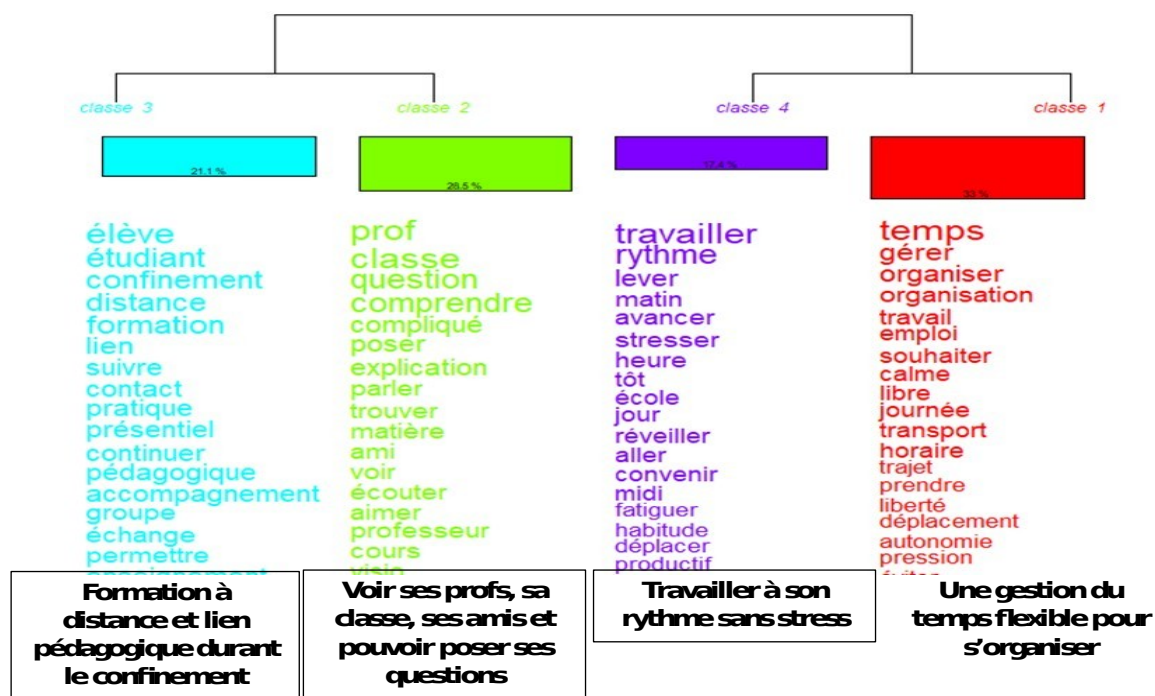 classe 3
classe 2
classe 4
classe 1
21.1 %
28.5 %
17.4 %
33 %
élève
étudiant
confinement
distance
formation
lien
suivre
contact
pratique
présentiel
continuer
pédagogique
accompagnement
groupe
échange
permettre
enseignement
prof
classe
question
comprendre
compliqué
poser
explication
parler
trouver
matière
ami
voir
écouter
aimer
professeur
cours
visio
travailler
rythme
lever
matin
avancer
stresser
heure
tôt
école
jour
réveiller
aller
convenir
midi
fatiguer
habitude
déplacer
productif
temps
gérer
organiser
organisation
travail
emploi
souhaiter
calme
libre
journée
transport
horaire
trajet
prendre
liberté
déplacement
autonomie
pression
éviter
Formation à
distance et lien
pédagogique durant
le confinement
Voir ses profs, sa
classe, ses amis et
pouvoir poser ses
questions
Travailler à son
rythme sans stress
Une gestion du
temps flexible pour
s’organiser